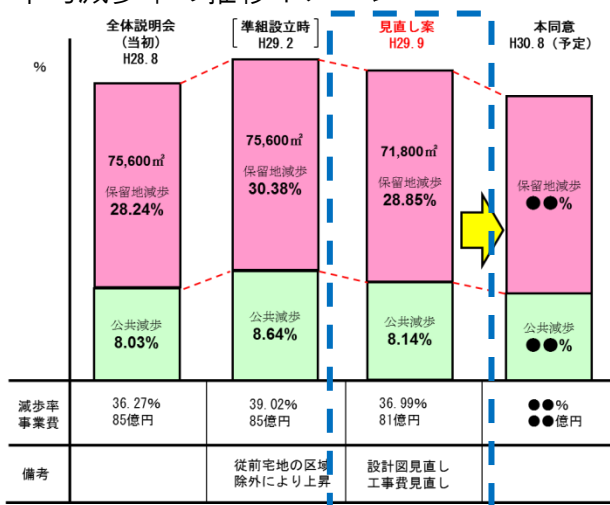 全体説明会
(当初)
H28.8
準組設立時
H29.2
見直し案
H29.9
本同意
H30.8（予定）
%
75,600㎡
保留地減歩
28.24%
75,600㎡
保留地減歩
30.38%
71,800㎡
保留地減歩
28.85%
保留地減歩
●●%
公共減歩
8.03%
公共減歩
8.64%
公共減歩
8.14%
公共減歩
●●%
減歩率
事業費
36.27%
85億円
39.02%
85億円
36.99%
81億円
●●%
●●億円
備考
従前宅地の区域
除外により上昇
設計図見直し
工事費見直し